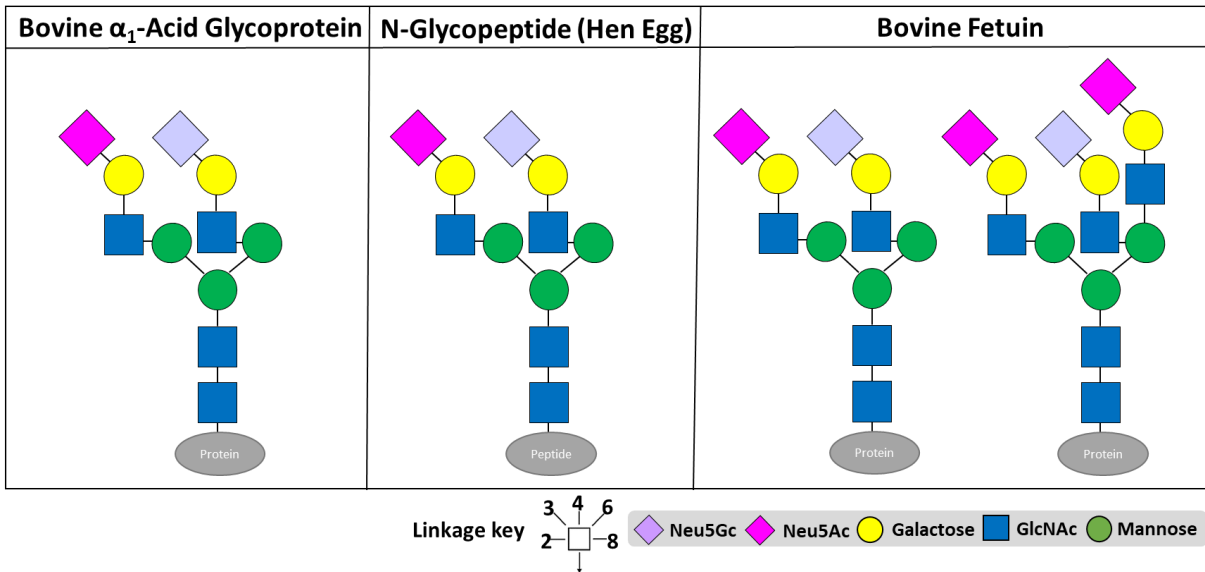 Bovine α₁-Acid Glycoprotein
N-Glycopeptide (Hen Egg)
Bovine Fetuin
Protein
Peptide
Protein
Protein
Linkage key
3 4 6
2 8
Neu5Gc
Neu5Ac
Galactose
GlcNAc
Mannose